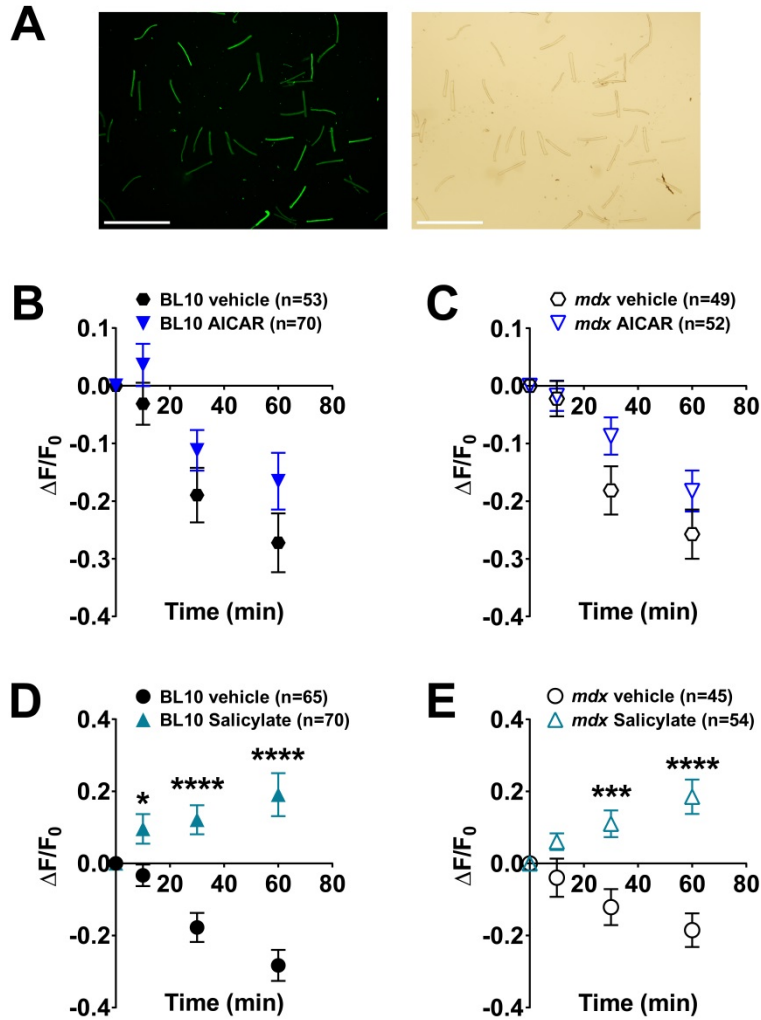 A
B
BL10 vehicle (n=53)
BL10 AICAR (n=70)
0.1
0.0
-0.1
-0.2
-0.3
-0.4
20 40 60 80
ΔF/F0
Time (min)
C
mdx vehicle (n=49)
mdx AICAR (n=52)
0.1
0.0
-0.1
-0.2
-0.3
-0.4
20 40 60 80
ΔF/F0
Time (min)
D
BL10 vehicle (n=65)
BL10 Salicylate (n=70)
0.4
0.2
0.0
-0.2
-0.4
* **** ****
20 40 60 80
ΔF/F0
Time (min)
E
mdx vehicle (n=45)
mdx Salicylate (n=54)
0.4
0.2
0.0
-0.2
-0.4
*** ****
20 40 60 80
ΔF/F0
Time (min)